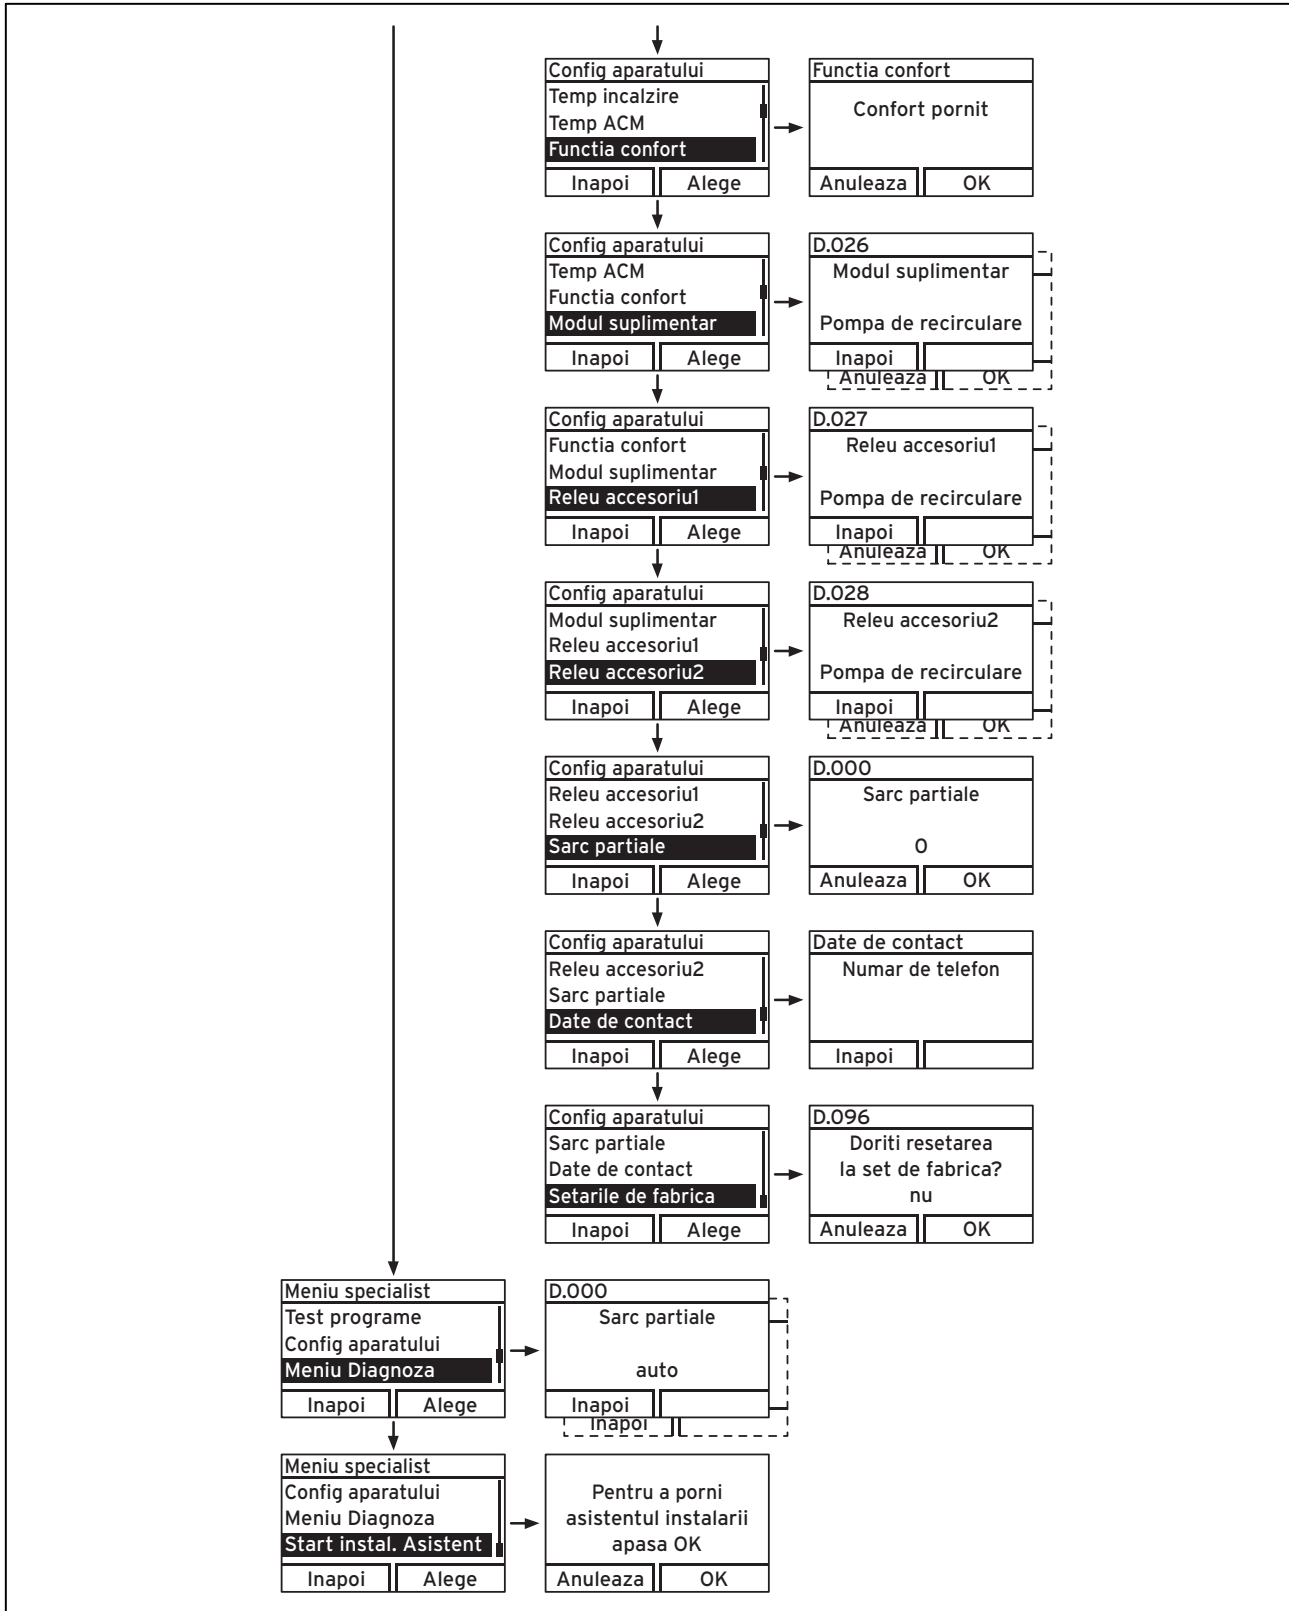 Config aparatului
Temp incalzire
Temp ACM
Functia confort
Inapoi Alege
Functia confort
Confort pornit
Anuleaza OK
Config aparatului
Temp ACM
Functia confort
Modul suplimentar
Inapoi Alege
D.026
Modul suplimentar
Pompa de recirculare
Inapoi
Anuleaza OK
Config aparatului
Functia confort
Modul suplimentar
Releu accesoriu1
Inapoi Alege
D.027
Releu accesoriu1
Pompa de recirculare
Inapoi
Anuleaza OK
Config aparatului
Modul suplimentar
Releu accesoriu1
Releu accesoriu2
Inapoi Alege
D.028
Releu accesoriu2
Pompa de recirculare
Inapoi
Anuleaza OK
Config aparatului
Releu accesoriu1
Releu accesoriu2
Sarc partiale
Inapoi Alege
D.000
Sarc partiale
0
Anuleaza OK
Config aparatului
Releu accesoriu2
Sarc partiale
Date de contact
Inapoi Alege
Date de contact
Numar de telefon
Inapoi
Config aparatului
Sarc partiale
Date de contact
Setarile de fabrica
Inapoi Alege
D.096
Doriti resetarea
la set de fabrica?
nu
Anuleaza OK
Meniu specialist
Test programe
Config aparatului
Meniu Diagnoza
Inapoi Alege
D.000
Sarc partiale
auto
Inapoi
Inapoi
Meniu specialist
Config aparatului
Meniu Diagnoza
Start instal. Asistent
Inapoi Alege
Pentru a porni
asistentul instalarii
apasa OK
Anuleaza OK